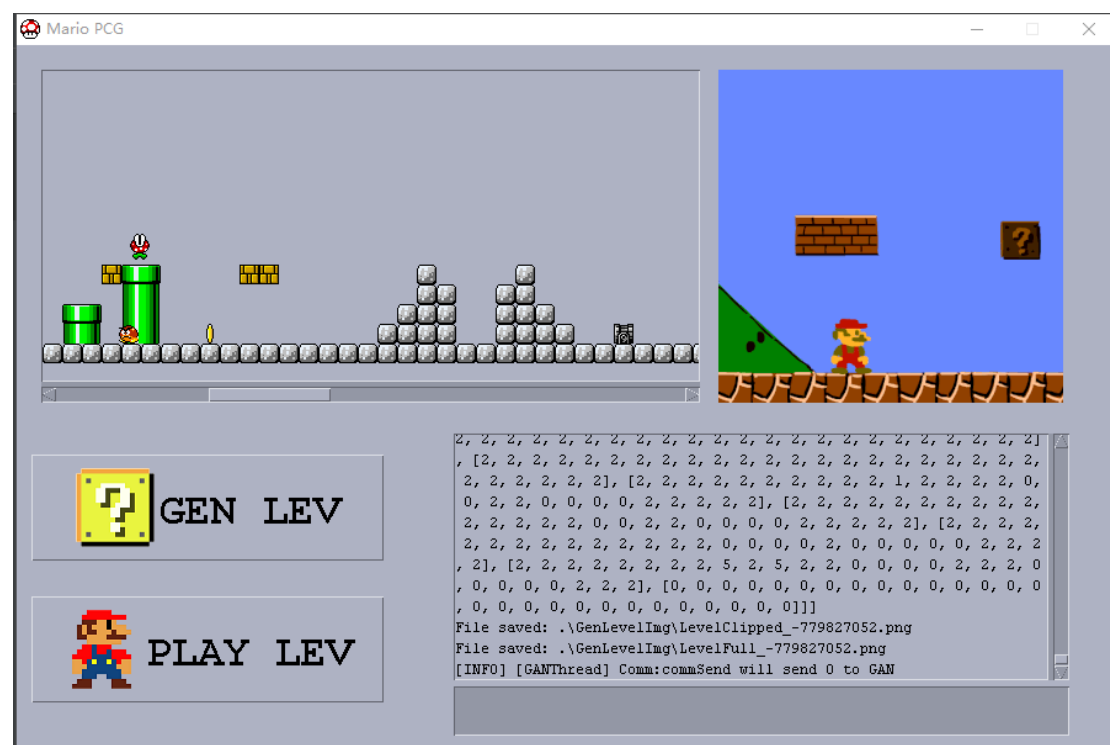 Mario PCG
GEN LEV
PLAY LEV
2, 2, 2, 2, 2, 2, 2, 2, 2, 2, 2, 2, 2, 2, 2, 2, 2, 2, 2, 2, 2, 2, 2]
, [2, 2, 2, 2, 2, 2, 2, 2, 2, 2, 2, 2, 2, 2, 2, 2, 2, 2, 2, 2, 2, 2,
2, 2, 2, 2, 2, 2], [2, 2, 2, 2, 2, 2, 2, 2, 2, 2, 1, 2, 2, 2, 2, 0,
0, 2, 2, 0, 0, 0, 0, 2, 2, 2, 2, 2], [2, 2, 2, 2, 2, 2, 2, 2, 2, 2,
2, 2, 2, 2, 2, 0, 0, 2, 2, 0, 0, 0, 0, 2, 2, 2, 2, 2], [2, 2, 2, 2,
2, 2, 2, 2, 2, 2, 2, 2, 2, 2, 0, 0, 0, 0, 2, 0, 0, 0, 0, 0, 2, 2, 2
, 2], [2, 2, 2, 2, 2, 2, 2, 2, 5, 2, 5, 2, 2, 0, 0, 0, 0, 2, 2, 2, 0
, 0, 0, 0, 0, 2, 2, 2], [0, 0, 0, 0, 0, 0, 0, 0, 0, 0, 0, 0, 0, 0, 0
, 0, 0, 0, 0, 0, 0, 0, 0, 0, 0, 0, 0, 0]]]
File saved: .\GenLevelImg\LevelClipped_-779827052.png
File saved: .\GenLevelImg\LevelFull_-779827052.png
[INFO] [GANThread] Comm:commSend will send 0 to GAN